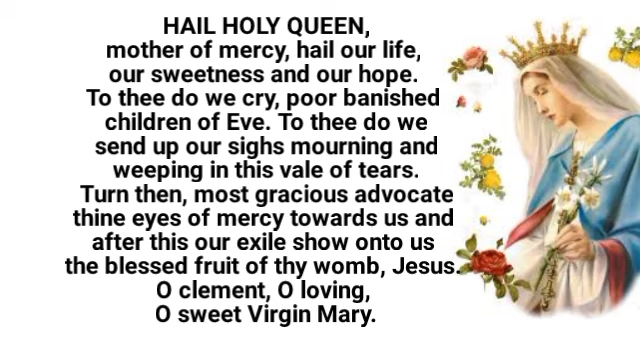 HAIL HOLY QUEEN,
mother of mercy, hail our life,
our sweetness and our hope.
To thee do we cry, poor banished
children of Eve. To thee do we
send up our sighs mourning and
weeping in this vale of tears.
Turn then, most gracious advocate
thine eyes of mercy towards us and
after this our exile show onto us
the blessed fruit of thy womb, Jesus.
O clement, O loving,
O sweet Virgin Mary.